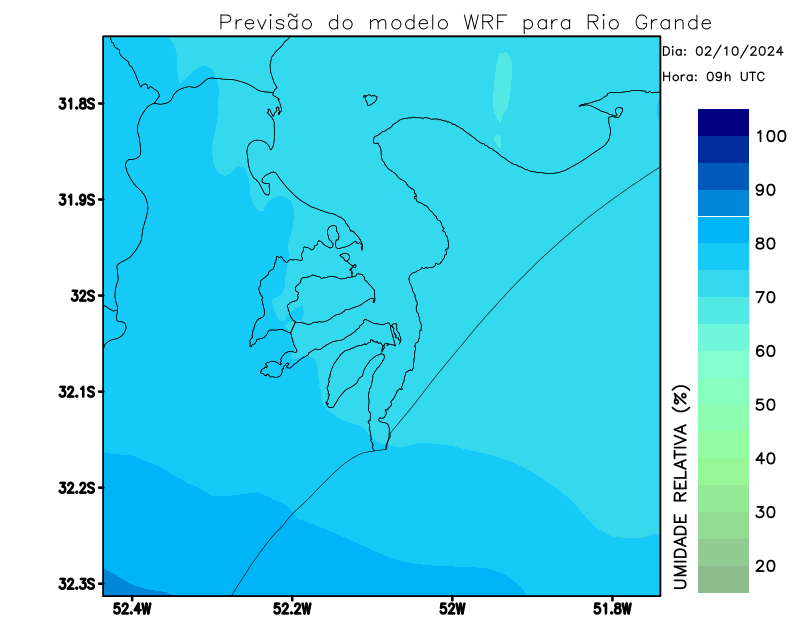 Previsão do modelo WRF para Rio Grande
Dia: 02/10/2024
Hora: 09h UTC
31.8S
31.9S
32S
32.1S
32.2S
32.3S
52.4W
52.2W
52W
51.8W
100
90
80
70
60
50
40
30
20
UMIDADE RELATIVA (%)